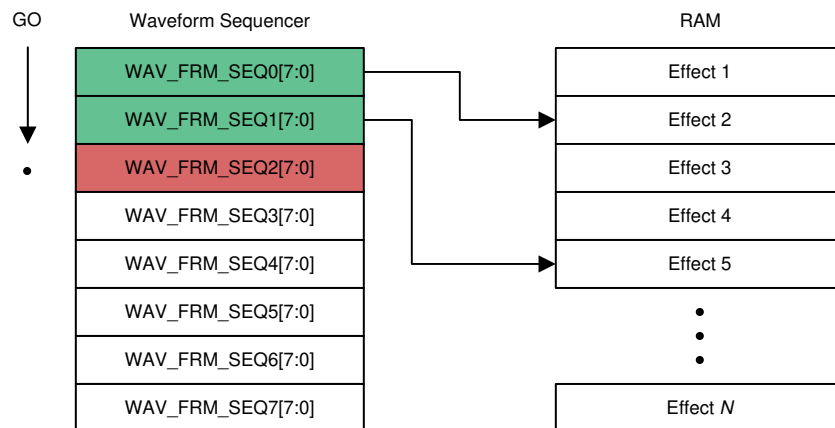 GO
Waveform Sequencer
RAM
WAV_FRM_SEQ0[7:0]
Effect 1
WAV_FRM_SEQ1[7:0]
Effect 2
WAV_FRM_SEQ2[7:0]
Effect 3
WAV_FRM_SEQ3[7:0]
Effect 4
WAV_FRM_SEQ4[7:0]
Effect 5
WAV_FRM_SEQ5[7:0]
WAV_FRM_SEQ6[7:0]
WAV_FRM_SEQ7[7:0]
Effect N